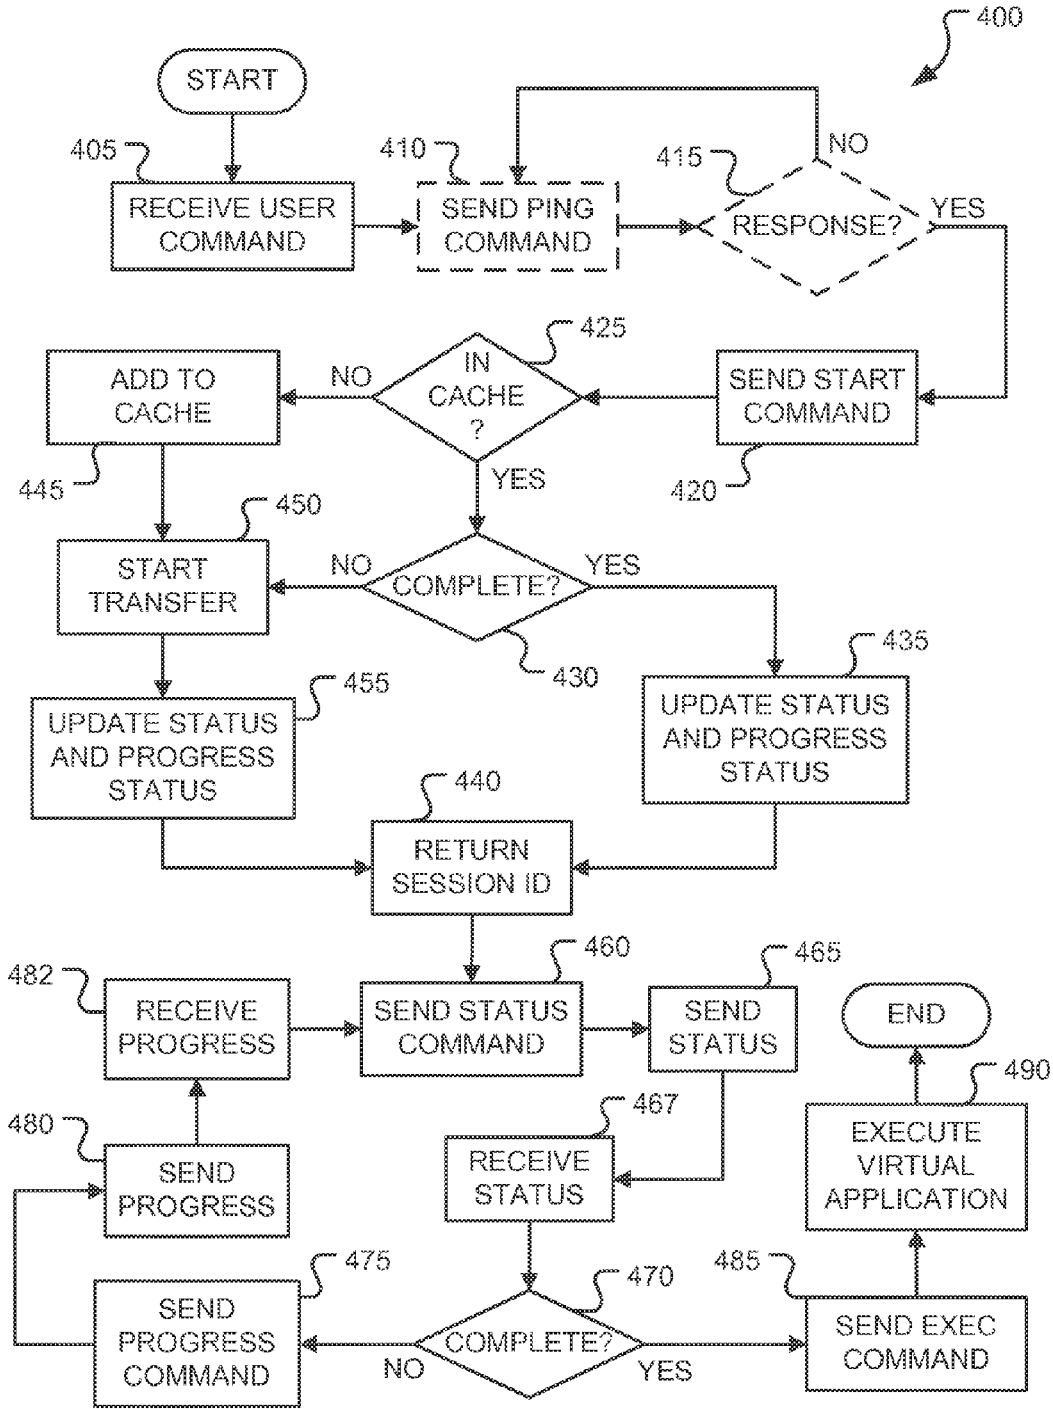 400
START
405
RECEIVE USER
COMMAND
410
SEND PING
COMMAND
415
RESPONSE?
NO
YES
425
IN
CACHE
?
NO
YES
ADD TO
CACHE
445
SEND START
COMMAND
420
450
START
TRANSFER
NO
COMPLETE?
YES
430
435
455
UPDATE STATUS
AND PROGRESS
STATUS
UPDATE STATUS
AND PROGRESS
STATUS
440
RETURN
SESSION ID
482
RECEIVE
PROGRESS
460
SEND STATUS
COMMAND
465
SEND
STATUS
END
490
EXECUTE
VIRTUAL
APPLICATION
480
SEND
PROGRESS
467
RECEIVE
STATUS
475
SEND
PROGRESS
COMMAND
470
COMPLETE?
NO
YES
485
SEND EXEC
COMMAND